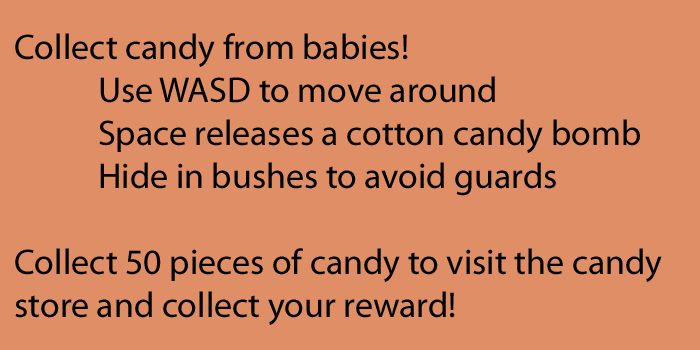 Collect candy from babies!
Use WASD to move around
Space releases a cotton candy bomb
Hide in bushes to avoid guards
Collect 50 pieces of candy to visit the candy
store and collect your reward!